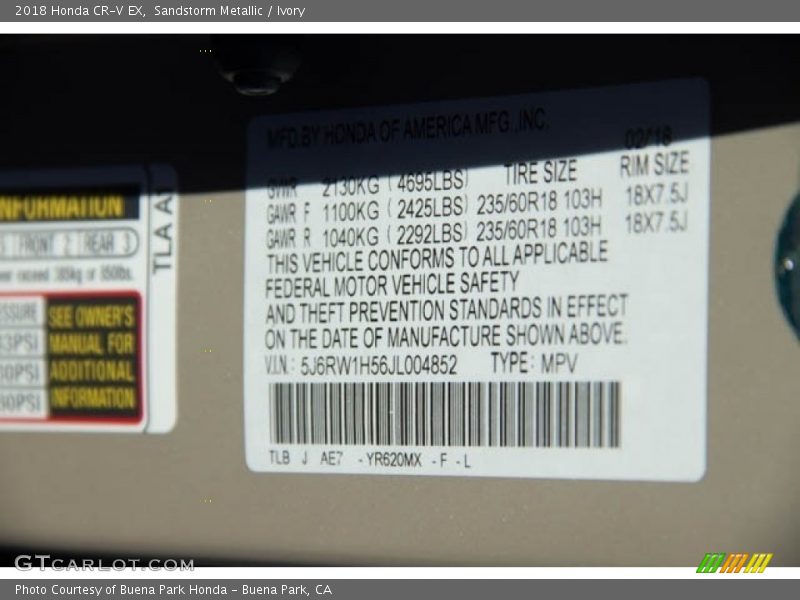 2018 Honda CR-V EX,  Sandstorm Metallic / Ivory
INFORMATION
FRONT 2 REAR 3
SEE OWNER'S
MANUAL FOR
ADDITIONAL
INFORMATION
TLA A1
MFD.BY HONDA OF AMERICA MFG.,INC. 02/18
GVWR 2130KG ( 4695LBS) TIRE SIZE RIM SIZE
GAWR F 1100KG ( 2425LBS) 235/60R18 103H 18X7.5J
GAWR R 1040KG ( 2292LBS) 235/60R18 103H 18X7.5J
THIS VEHICLE CONFORMS TO ALL APPLICABLE
FEDERAL MOTOR VEHICLE SAFETY
AND THEFT PREVENTION STANDARDS IN EFFECT
ON THE DATE OF MANUFACTURE SHOWN ABOVE.
V.I.N.: 5J6RW1H56JL004852 TYPE: MPV
TLB J AE7 -YR620MX -F -L
GTCARLOT.COM
Photo Courtesy of Buena Park Honda - Buena Park, CA